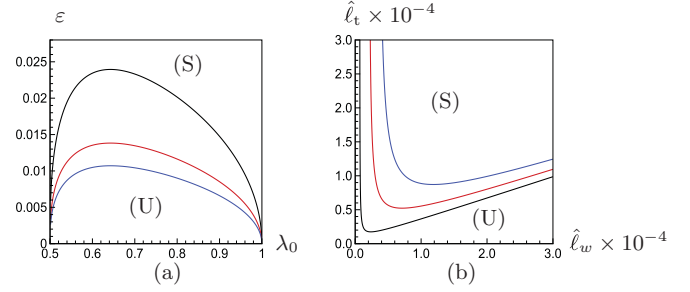 ε ℓ̂t × 10⁻⁴
0.025 (S)
0.02
0.015
0.01
0.005 (U)
0
0.5 0.6 0.7 0.8 0.9 1 λ0
(a)
3.0
2.5
2.0 (S)
1.5
1.0
0.5 (U)
0.0
0.0 1.0 2.0 3.0 ℓ̂w × 10⁻⁴
(b)